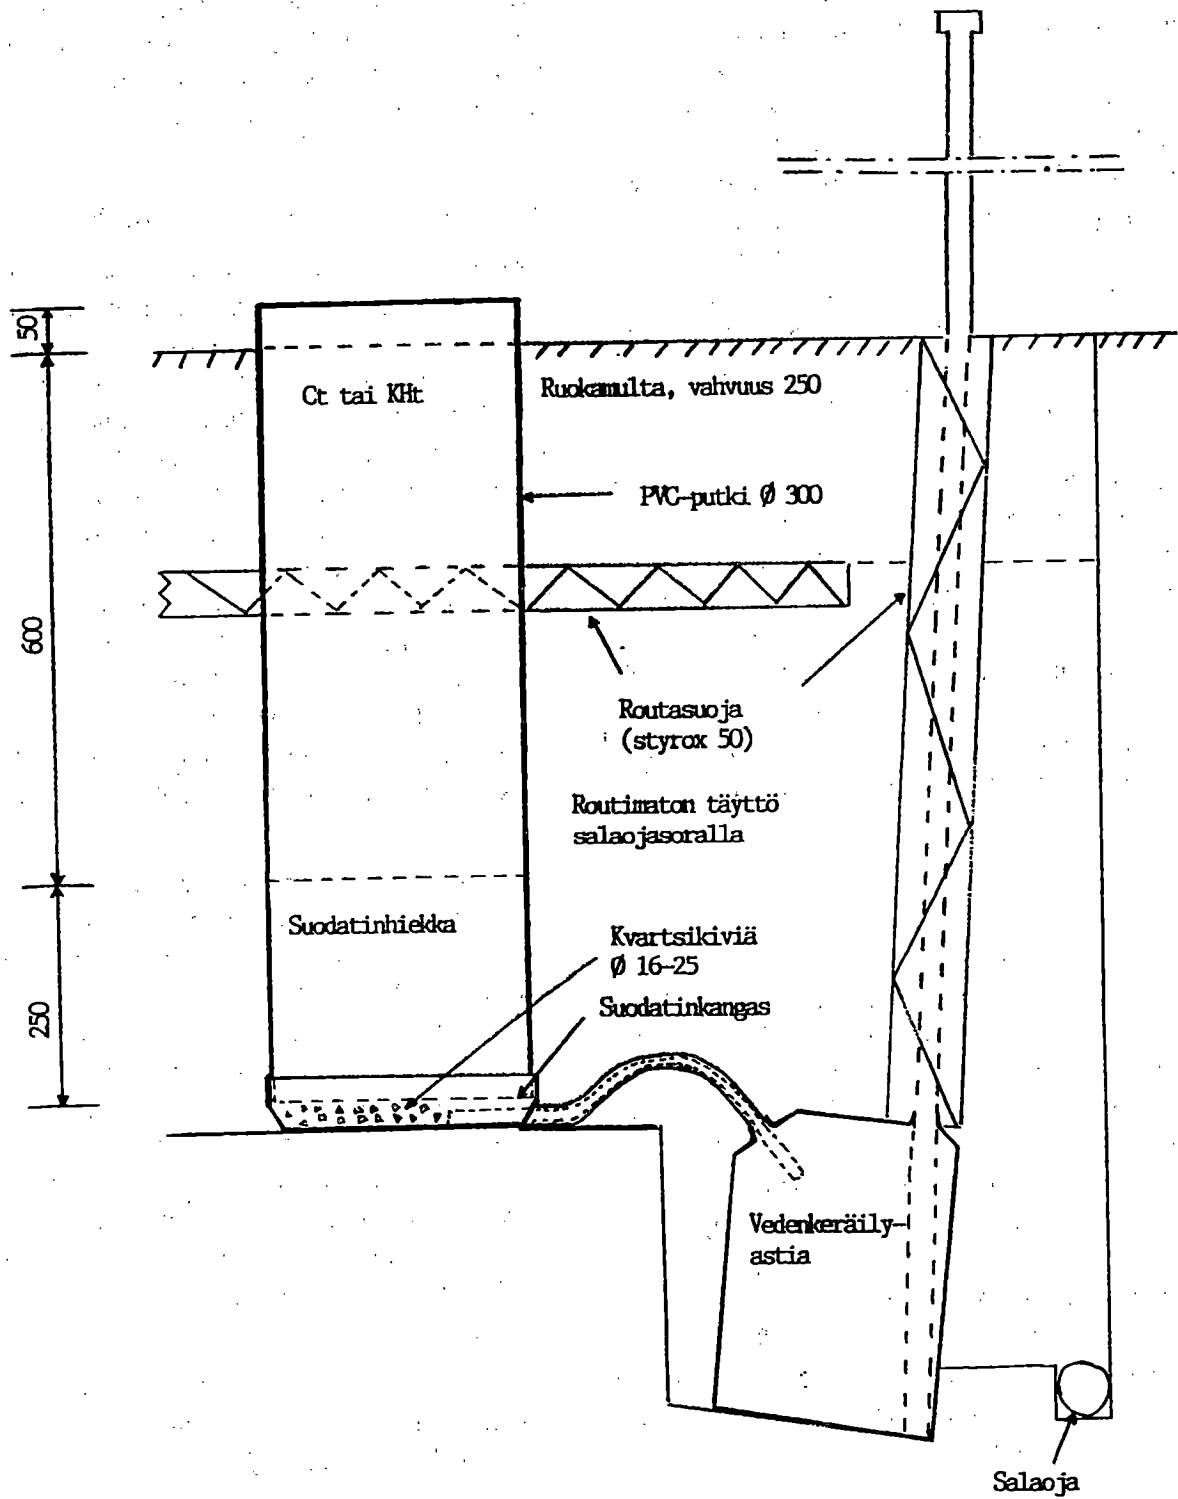 50
Ct tai KHt
Ruokamulta, vahvuus 250
PVC-putki Ø 300
600
Routasuoja
(styrox 50)
Routimaton täyttö
salaojasoralla
Suodatinhiekka
Kvartsikiviä
Ø 16-25
Suodatinkangas
250
Vedenkeräily-
astia
Salaoja